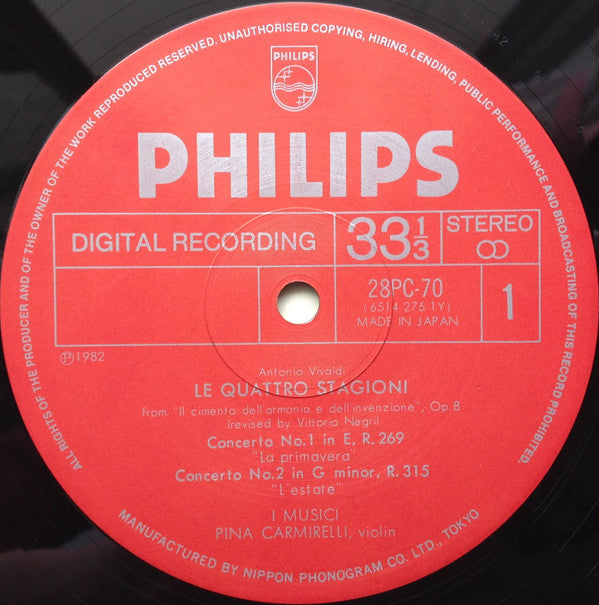 ALL RIGHTS OF THE PRODUCER AND OF THE OWNER OF THE WORK REPRODUCED RESERVED. UNAUTHORISED COPYING, HIRING, LENDING, PUBLIC PERFORMANCE AND BROADCASTING OF THIS RECORD PROHIBITED.
PHILIPS
PHILIPS
DIGITAL RECORDING
33 1/3
STEREO
28PC-70
(6514 275 1Y)
MADE IN JAPAN
1
Ⓟ1982
Antonio Vivaldi
LE QUATTRO STAGIONI
from "Il cimento dell'armonia e dell'invenzione", Op.8
(revised by Vittorio Negri)
Concerto No.1 in E, R.269
"La primavera"
Concerto No.2 in G minor, R.315
"L'estate"
I MUSICI
PINA CARMIRELLI, violin
MANUFACTURED BY NIPPON PHONOGRAM CO. LTD., TOKYO